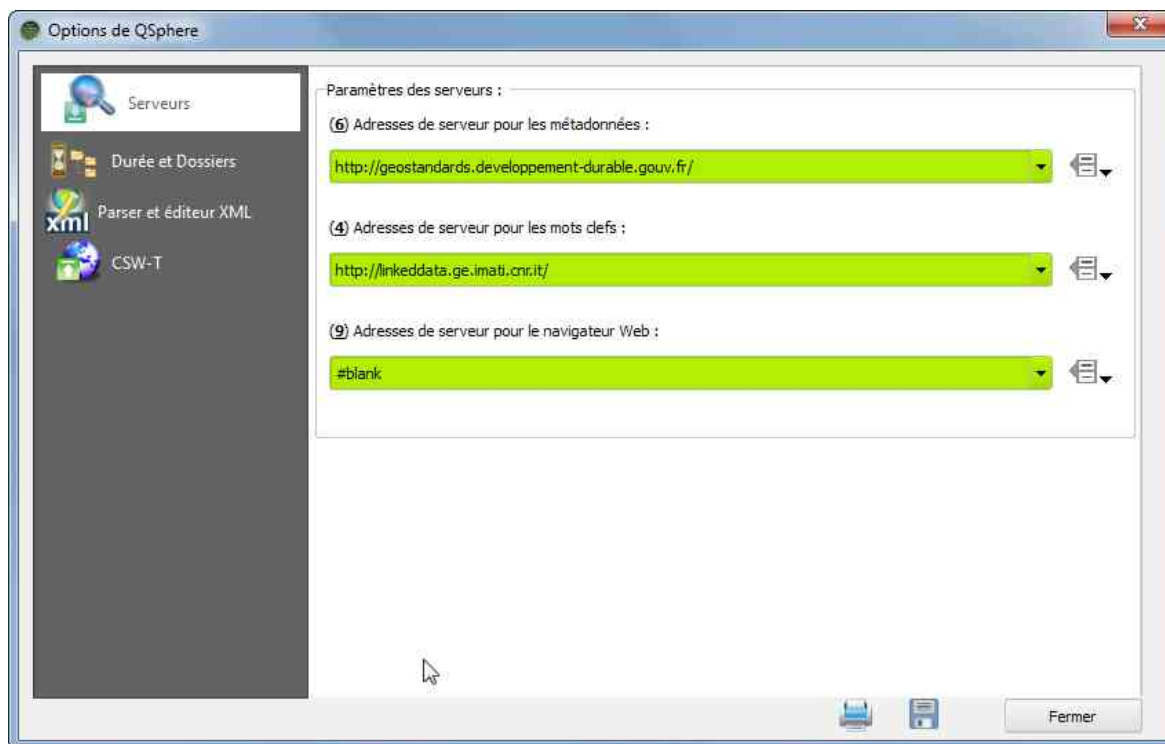 Options de QSphere
Serveurs
Durée et Dossiers
xml
Parser et éditeur XML
CSW-T
Paramètres des serveurs :
(6) Adresses de serveur pour les métadonnées :
http://geostandards.developpement-durable.gouv.fr/
(4) Adresses de serveur pour les mots clefs :
http://linkeddata.ge.imati.cnr.it/
(9) Adresses de serveur pour le navigateur Web :
#blank
Fermer